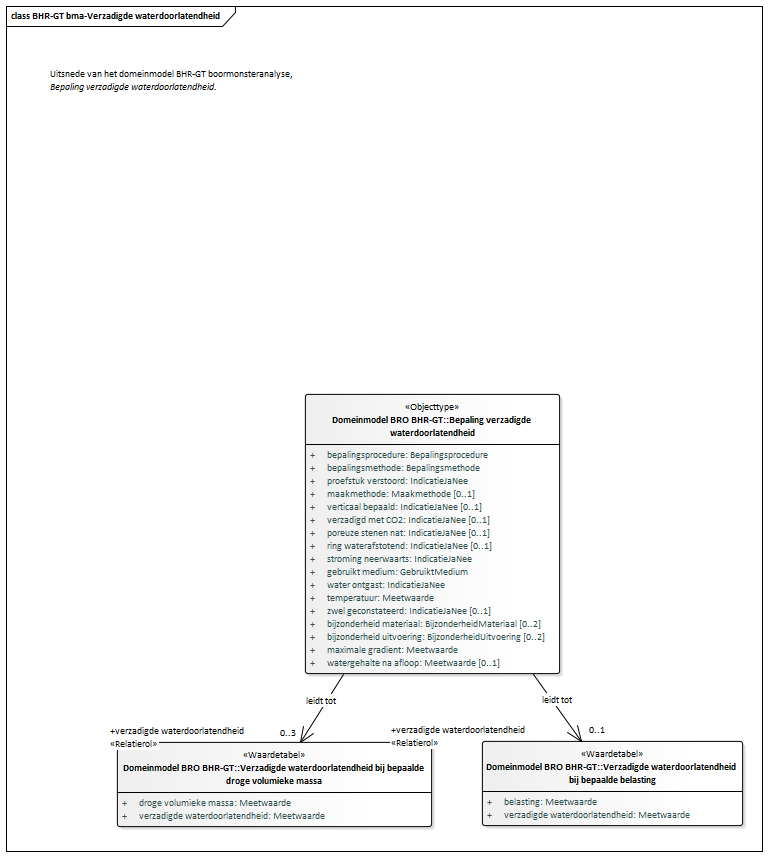 class BHR-GT bma-Verzadigde waterdoorlatendheid
Uitsnede van het domeinmodel BHR-GT boormonsteranalyse,
Bepaling verzadigde waterdoorlatendheid.
«Objecttype»
Domeinmodel BRO BHR-GT::Bepaling verzadigde
waterdoorlatendheid
+ bepalingsprocedure: Bepalingsprocedure
+ bepalingsmethode: Bepalingsmethode
+ proefstuk verstoord: IndicatieJaNee
+ maakmethode: Maakmethode [0..1]
+ verticaal bepaald: IndicatieJaNee [0..1]
+ verzadigd met CO2: IndicatieJaNee [0..1]
+ poreuze stenen nat: IndicatieJaNee [0..1]
+ ring waterafstotend: IndicatieJaNee [0..1]
+ stroming neerwaarts: IndicatieJaNee
+ gebruikt medium: GebruiktMedium
+ water ontgast: IndicatieJaNee
+ temperatuur: Meetwaarde
+ zwel geconstateerd: IndicatieJaNee [0..1]
+ bijzonderheid materiaal: BijzonderheidMateriaal [0..2]
+ bijzonderheid uitvoering: BijzonderheidUitvoering [0..2]
+ maximale gradient: Meetwaarde
+ watergehalte na afloop: Meetwaarde [0..1]
leidt tot
leidt tot
+verzadigde waterdoorlatendheid
«Relatierol»
0..3
+verzadigde waterdoorlatendheid
«Relatierol»
0..1
«Waardetabel»
Domeinmodel BRO BHR-GT::Verzadigde waterdoorlatendheid bij bepaalde
droge volumieke massa
+ droge volumieke massa: Meetwaarde
+ verzadigde waterdoorlatendheid: Meetwaarde
«Waardetabel»
Domeinmodel BRO BHR-GT::Verzadigde waterdoorlatendheid
bij bepaalde belasting
+ belasting: Meetwaarde
+ verzadigde waterdoorlatendheid: Meetwaarde